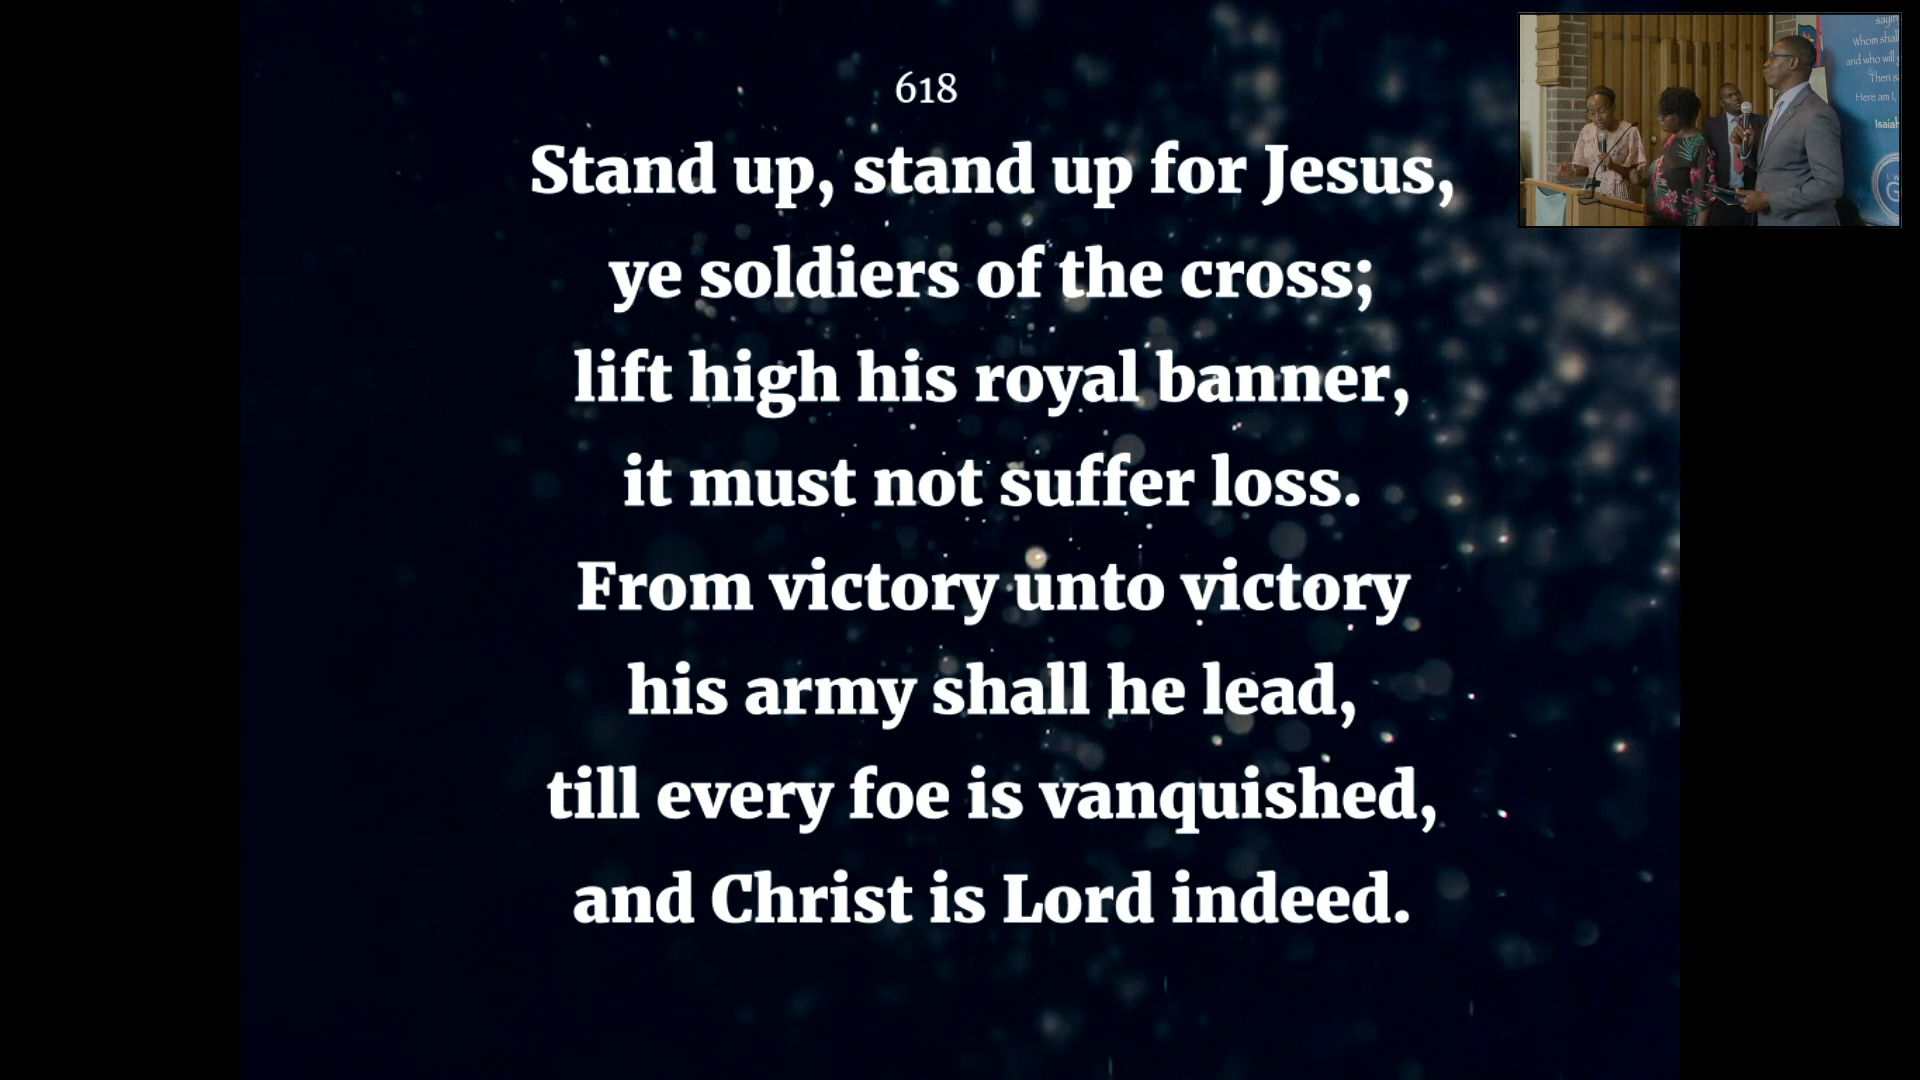 618
Stand up, stand up for Jesus,
ye soldiers of the cross;
lift high his royal banner,
it must not suffer loss.
From victory unto victory
his army shall he lead,
till every foe is vanquished,
and Christ is Lord indeed.
Whom shall
and who will
Then
Here am I,